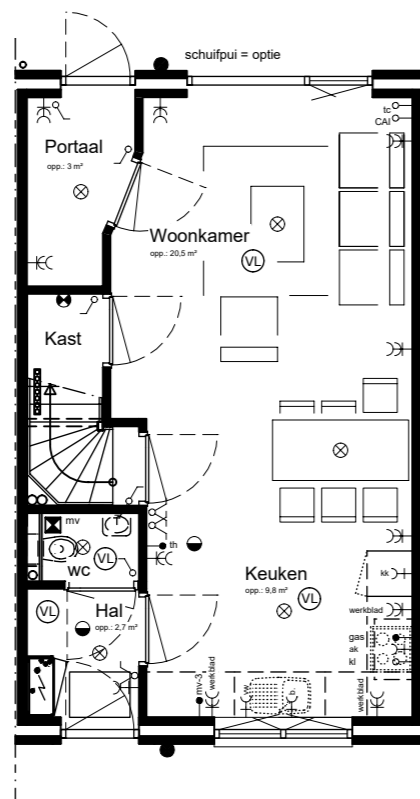 schuifpui = optie
tc
CAI
Portaal
opp.: 3 m²
Woonkamer
opp.: 20,5 m²
VL
Kast
mv
th
VL
wc
Keuken
opp.: 9,8 m²
VL
kk
werkblad
VL
Hal
opp.: 2,7 m²
gas
ak
kl
mv-3
werkblad
vw
b.
werkblad